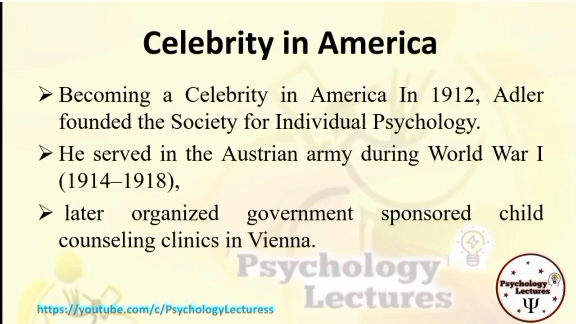 Celebrity in America
➢ Becoming a Celebrity in America In 1912, Adler
founded the Society for Individual Psychology.
➢ He served in the Austrian army during World War I
(1914–1918),
➢ later organized government sponsored child
counseling clinics in Vienna.
Psychology
Lectures
https://youtube.com/c/PsychologyLecturess
Psychology
Lectures
Ψ